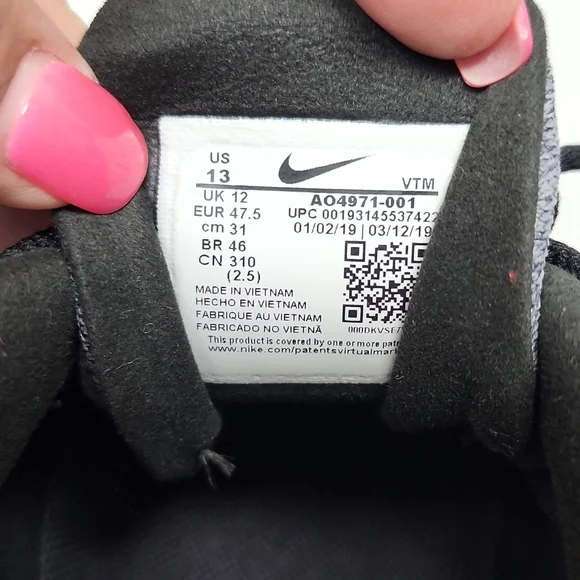 US
13
VTM
UK 12
AO4971-001
EUR 47.5
UPC 00193145537422
cm 31
01/02/19 | 03/12/19
BR 46
CN 310
(2.5)
MADE IN VIETNAM
HECHO EN VIETNAM
FABRIQUE AU VIETNAM
FABRICADO NO VIETNÃ
This product is covered by one or more
www.nike.com/patentsvirtual